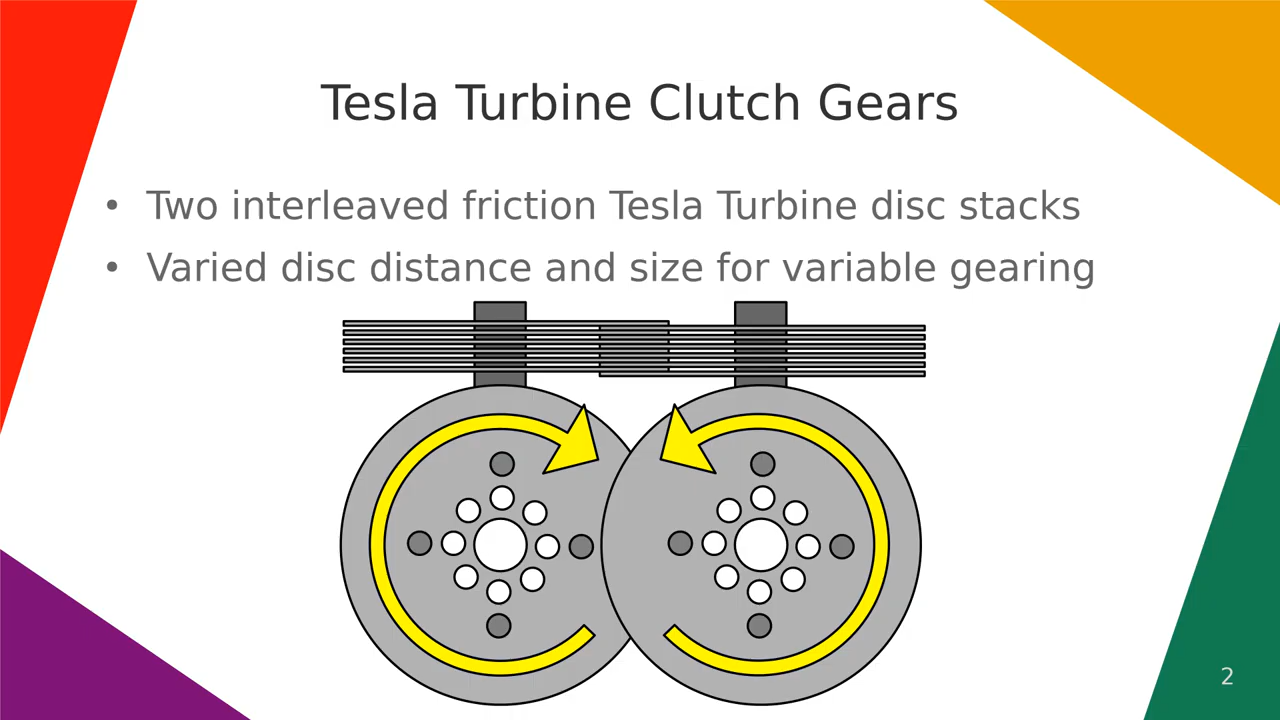 Tesla Turbine Clutch Gears
• Two interleaved friction Tesla Turbine disc stacks
• Varied disc distance and size for variable gearing
2